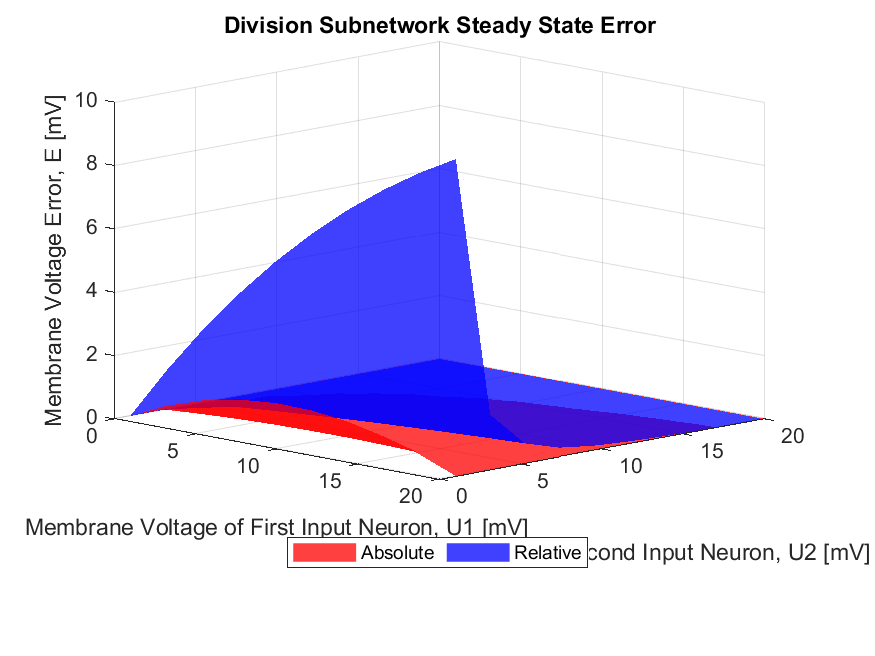 Division Subnetwork Steady State Error
Membrane Voltage Error, E [mV]
10
8
6
4
2
0
0
5
10
15
20
0
5
10
15
20
Membrane Voltage of First Input Neuron, U1 [mV]
Input Neuron, U2 [mV]
Absolute
Relative